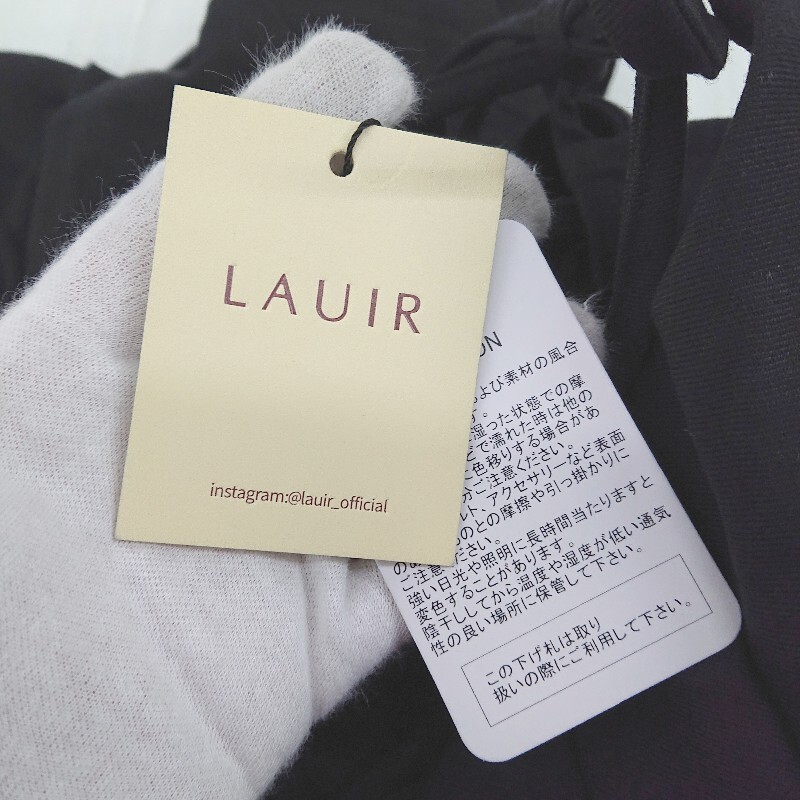 LAUIR
instagram:@lauir_official
ON
よび素材の風合
す。
湿った状態での摩
どで濡れた時は他の
色移りする場合があ
分ご注意ください。
ルト、アクセサリーなど表面
ものとの摩擦や引っ掛かりに
ください。
強い日光や照明に長時間当たりますと
変色することがあります。
陰干ししてから温度や湿度が低い通気
性の良い場所に保管して下さい。
この下げ札は取り
扱いの際にご利用して下さい。